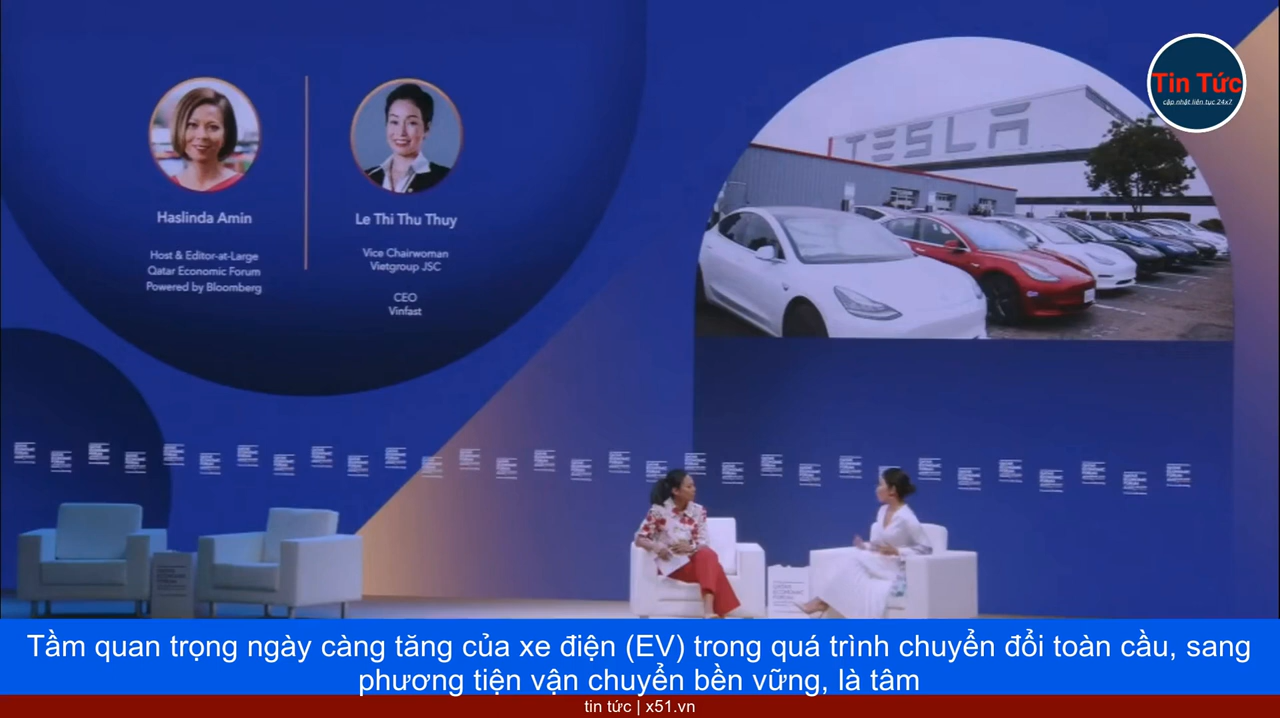 Tin Tức
cập nhật liên tục 24x7
TESLA
Haslinda Amin
Host & Editor-at-Large
Qatar Economic Forum
Powered by Bloomberg
Le Thi Thu Thuy
Vice Chairwoman
Vietgroup JSC
CEO
Vinfast
Tầm quan trọng ngày càng tăng của xe điện (EV) trong quá trình chuyển đổi toàn cầu, sang
phương tiện vận chuyển bền vững, là tâm
tin tức | x51.vn